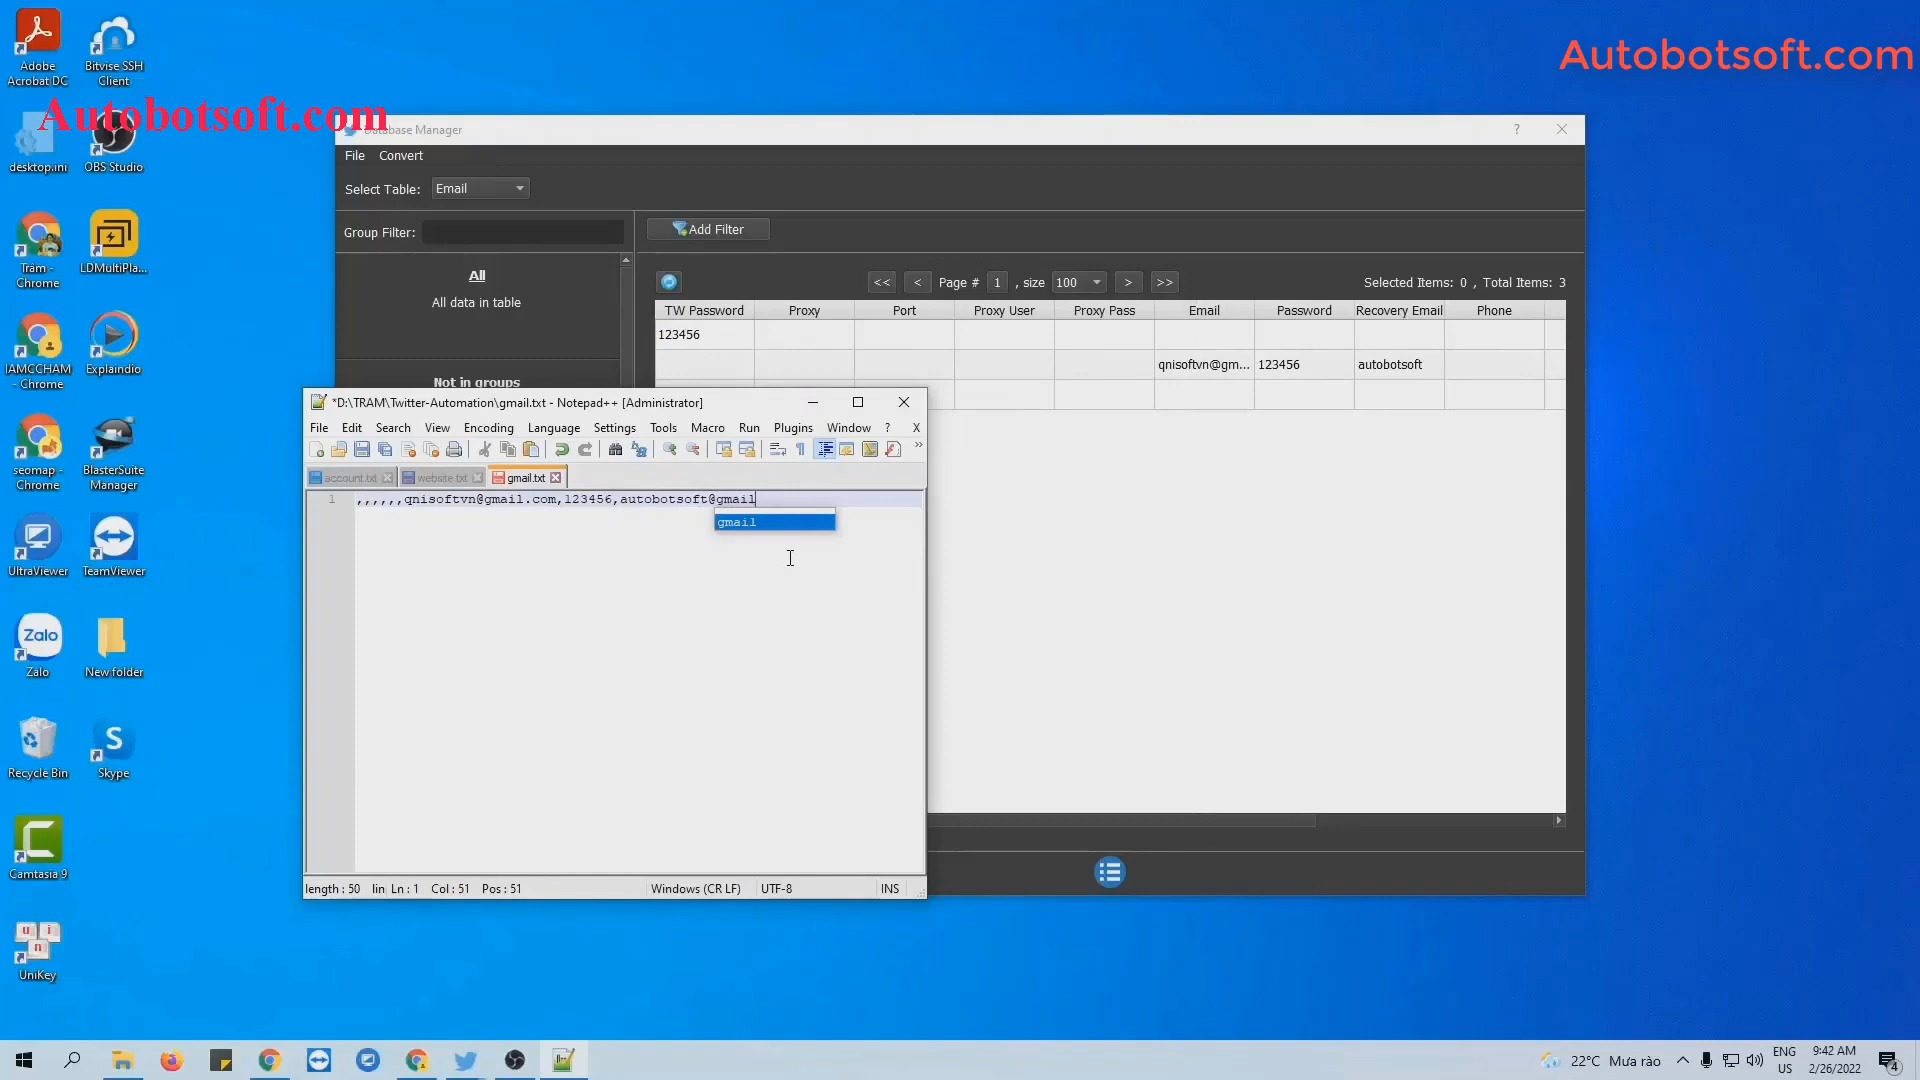 Autobotsoft.com
Autobotsoft.com
Adobe Acrobat DC
Bitvise SSH Client
desktop.ini
OBS Studio
Trâm - Chrome
LDMultiPla...
IAMCCHAM - Chrome
Explaindio
seomap - Chrome
BlasterSuite Manager
UltraViewer
TeamViewer
Zalo
Zalo
New folder
Recycle Bin
S
Skype
Camtasia 9
u i n
UniKey
Database Manager
?
File Convert
Select Table: Email
Group Filter:
Add Filter
All
All data in table
Not in groups
<< < Page # 1 , size 100 > >>
Selected Items: 0 , Total Items: 3
TW Password Proxy Port Proxy User Proxy Pass Email Password Recovery Email Phone
123456
qnisoftvn@gm... 123456 autobotsoft
*D:\TRAM\Twitter-Automation\gmail.txt - Notepad++ [Administrator]
File Edit Search View Encoding Language Settings Tools Macro Run Plugins Window ? X
account.txt website.txt gmail.txt
1 ,,,,,,qnisoftvn@gmail.com,123456,autobotsoft@gmail
gmail
length : 50 lin Ln : 1 Col : 51 Pos : 51 Windows (CR LF) UTF-8 INS
22°C Mưa rào
ENG
US
9:42 AM
2/26/2022
4